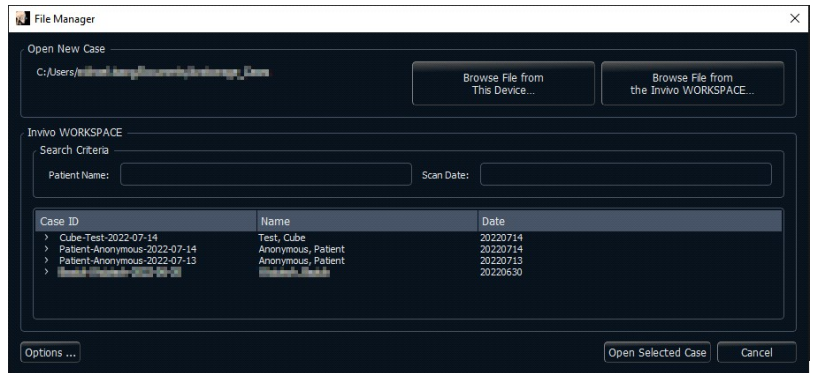 File Manager
Open New Case
C:/Users/
Browse File from
This Device...
Browse File from
the Invivo WORKSPACE...
Invivo WORKSPACE
Search Criteria
Patient Name:
Scan Date:
Case ID Name Date
Cube-Test-2022-07-14 Test, Cube 20220714
Patient-Anonymous-2022-07-14 Anonymous, Patient 20220714
Patient-Anonymous-2022-07-13 Anonymous, Patient 20220713
20220630
Options ...
Open Selected Case
Cancel